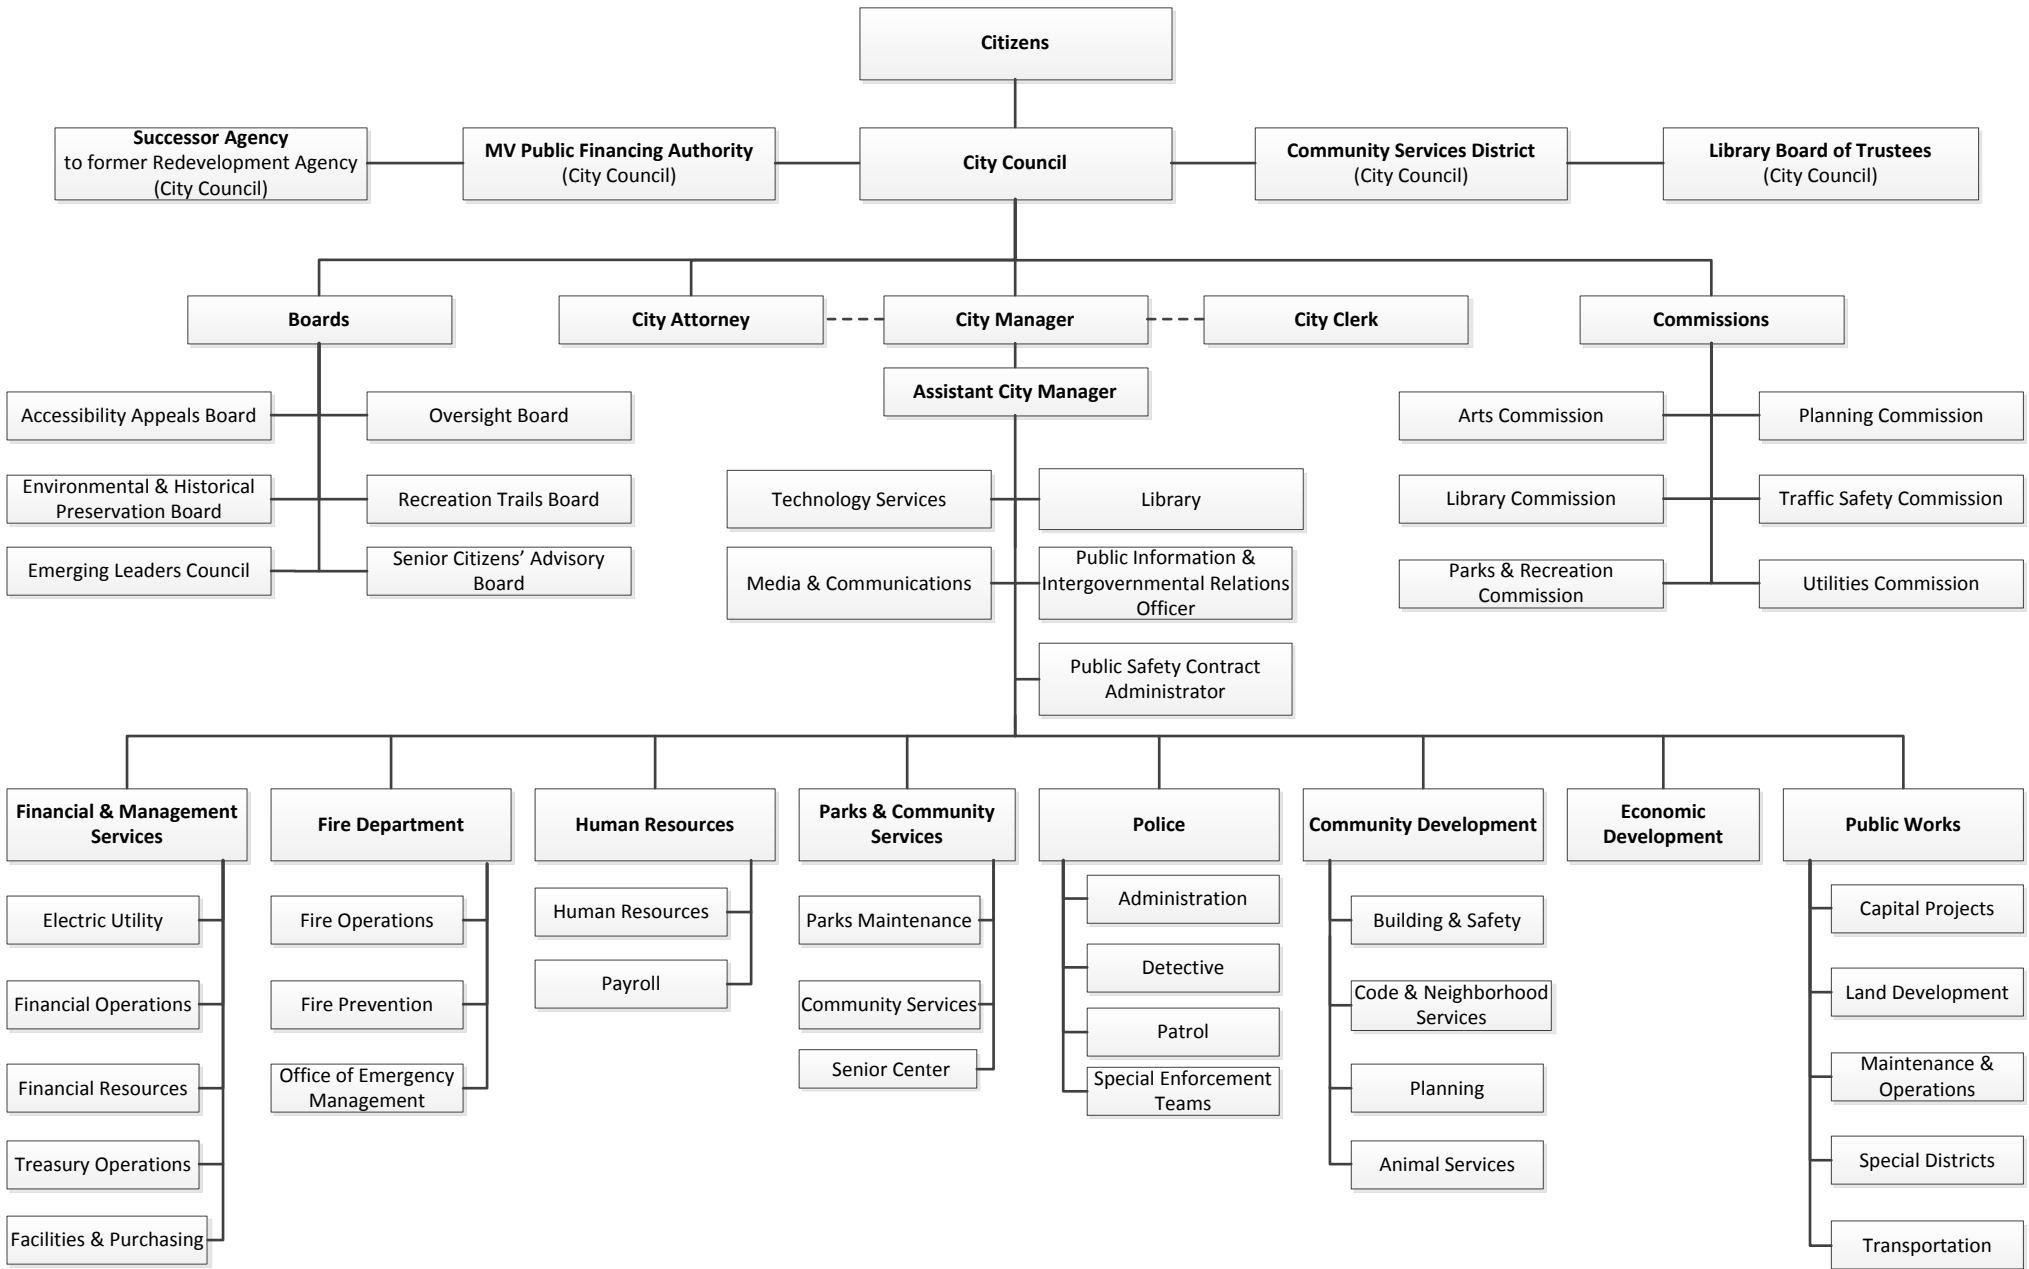 Citizens
Successor Agency
to former Redevelopment Agency
(City Council)
MV Public Financing Authority
(City Council)
City Council
Community Services District
(City Council)
Library Board of Trustees
(City Council)
Boards
City Attorney
City Manager
City Clerk
Commissions
Assistant City Manager
Accessibility Appeals Board
Oversight Board
Environmental & Historical
Preservation Board
Recreation Trails Board
Emerging Leaders Council
Senior Citizens’ Advisory
Board
Technology Services
Library
Media & Communications
Public Information &
Intergovernmental Relations
Officer
Public Safety Contract
Administrator
Arts Commission
Planning Commission
Library Commission
Traffic Safety Commission
Parks & Recreation
Commission
Utilities Commission
Financial & Management
Services
Electric Utility
Financial Operations
Financial Resources
Treasury Operations
Facilities & Purchasing
Fire Department
Fire Operations
Fire Prevention
Office of Emergency
Management
Human Resources
Human Resources
Payroll
Parks & Community
Services
Parks Maintenance
Community Services
Senior Center
Police
Administration
Detective
Patrol
Special Enforcement
Teams
Community Development
Building & Safety
Code & Neighborhood
Services
Planning
Animal Services
Economic
Development
Public Works
Capital Projects
Land Development
Maintenance &
Operations
Special Districts
Transportation